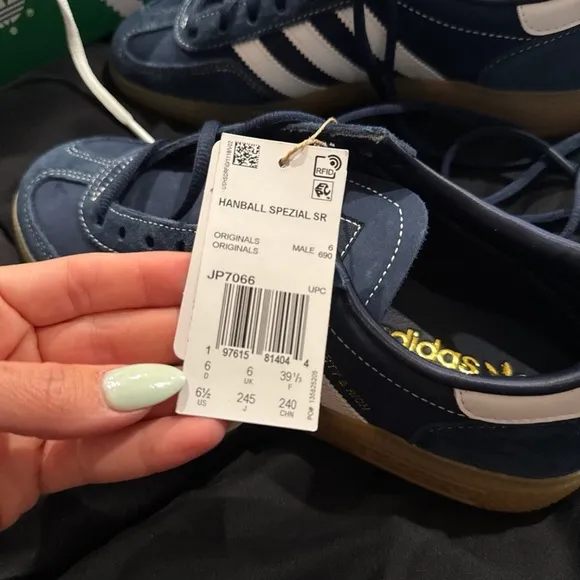 RFID
HANBALL SPEZIAL SR
ORIGINALS MALE 6
ORIGINALS 690
JP7066 UPC
1 97615 81404 4
6 6 39⅓
D UK F
6½ 245 240
US J CHN
adidas